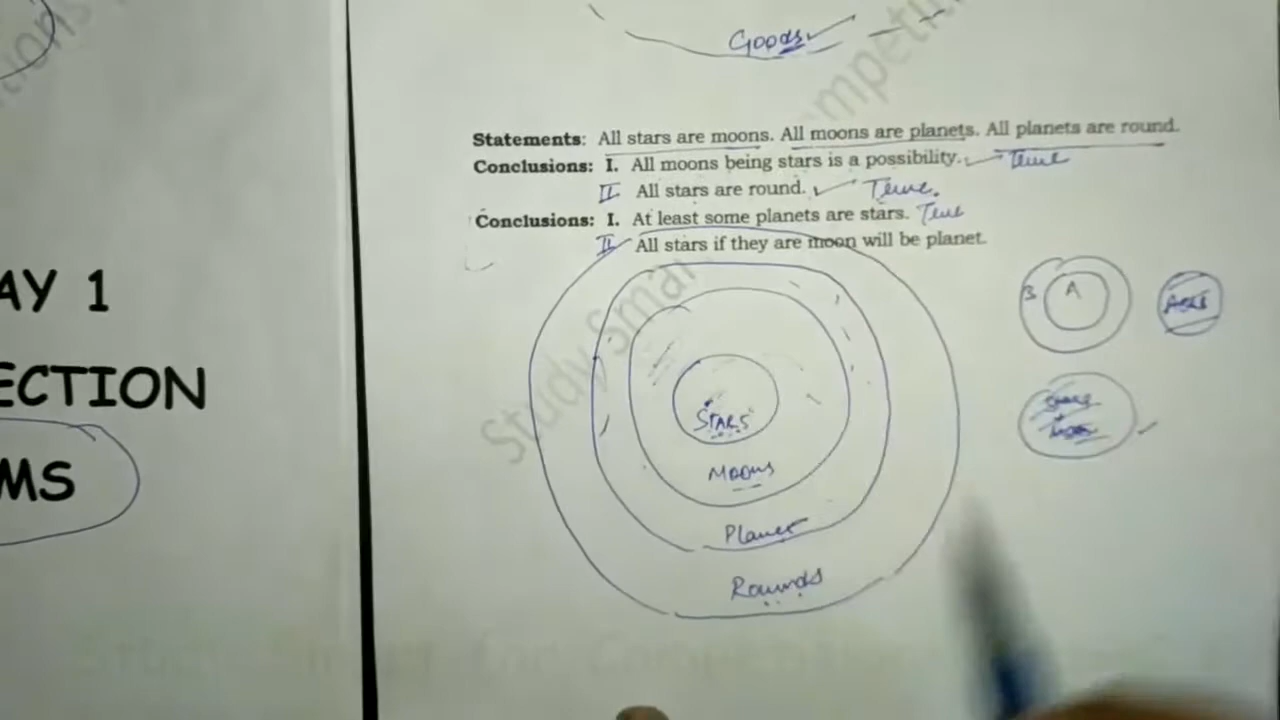 Goods
Statements: All stars are moons. All moons are planets. All planets are round.
Conclusions: I. All moons being stars is a possibility. True
II. All stars are round. True.
Conclusions: I. At least some planets are stars. True
II. All stars if they are moon will be planet.
AY 1
ECTION
MS
B A
STARS
Moons
Planet
Rounds
Study Smar